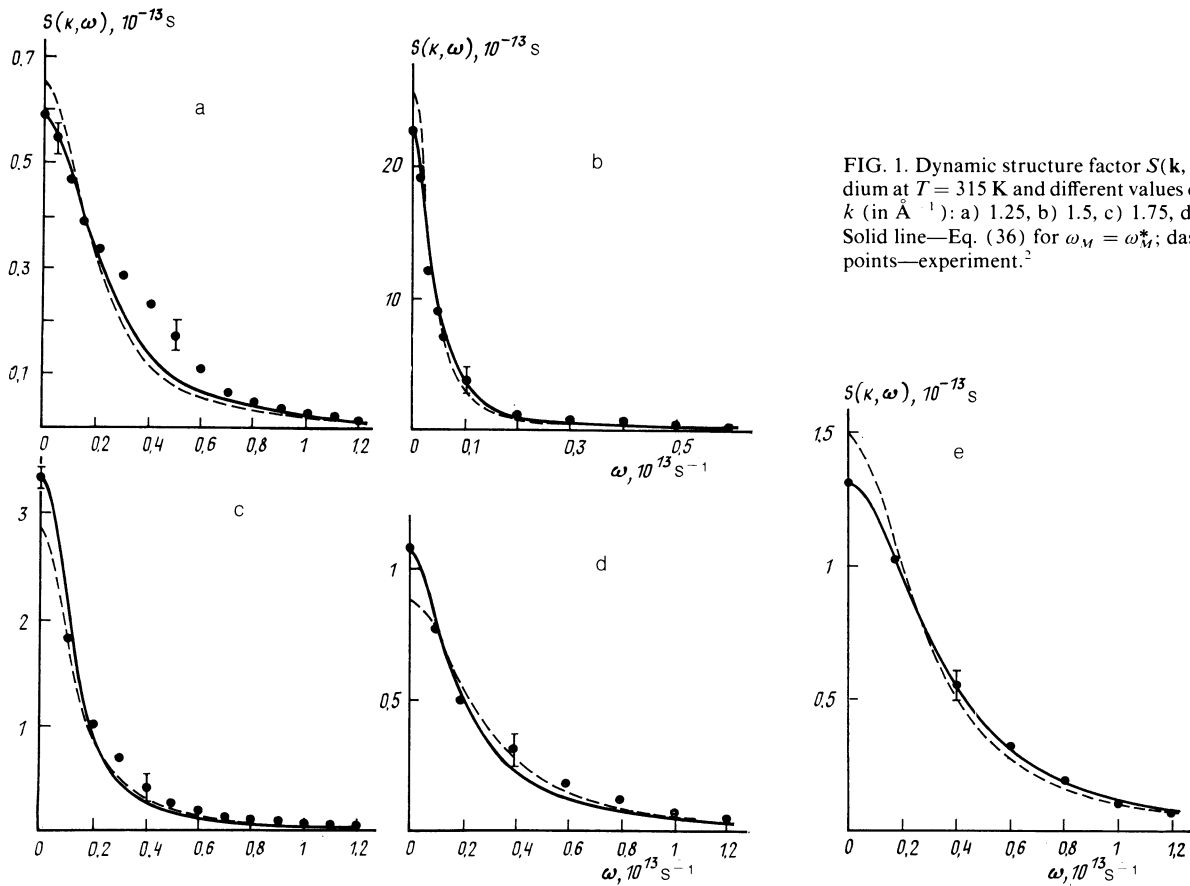 S(κ,ω), 10⁻¹³ s
0,7
0,5
0,3
0,1
a
0 0,2 0,4 0,6 0,8 1 1,2
S(κ,ω), 10⁻¹³ s
20
10
b
0 0,1 0,3 0,5
ω, 10¹³ s⁻¹
FIG. 1. Dynamic structure factor S(k,
dium at T = 315 K and different values
k (in Å⁻¹): a) 1.25, b) 1.5, c) 1.75, d
Solid line—Eq. (36) for ω_M = ω*_M; das
points—experiment.²
3
2
1
c
0 0,2 0,4 0,6 0,8 1 1,2
1
0,5
d
0 0,2 0,4 0,6 0,8 1 1,2
ω, 10¹³ s⁻¹
S(κ,ω), 10⁻¹³ s
1,5
1
0,5
e
0 0,2 0,4 0,6 0,8 1 1,2
ω, 10¹³ s⁻¹